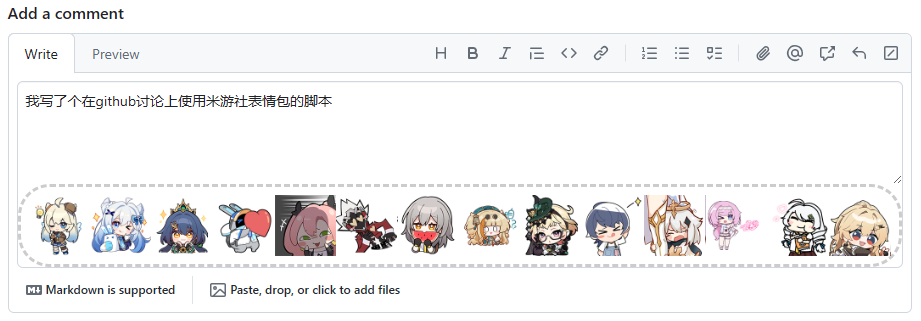 Add a comment
Write
Preview
我写了个在github讨论上使用米游社表情包的脚本
Markdown is supported
Paste, drop, or click to add files